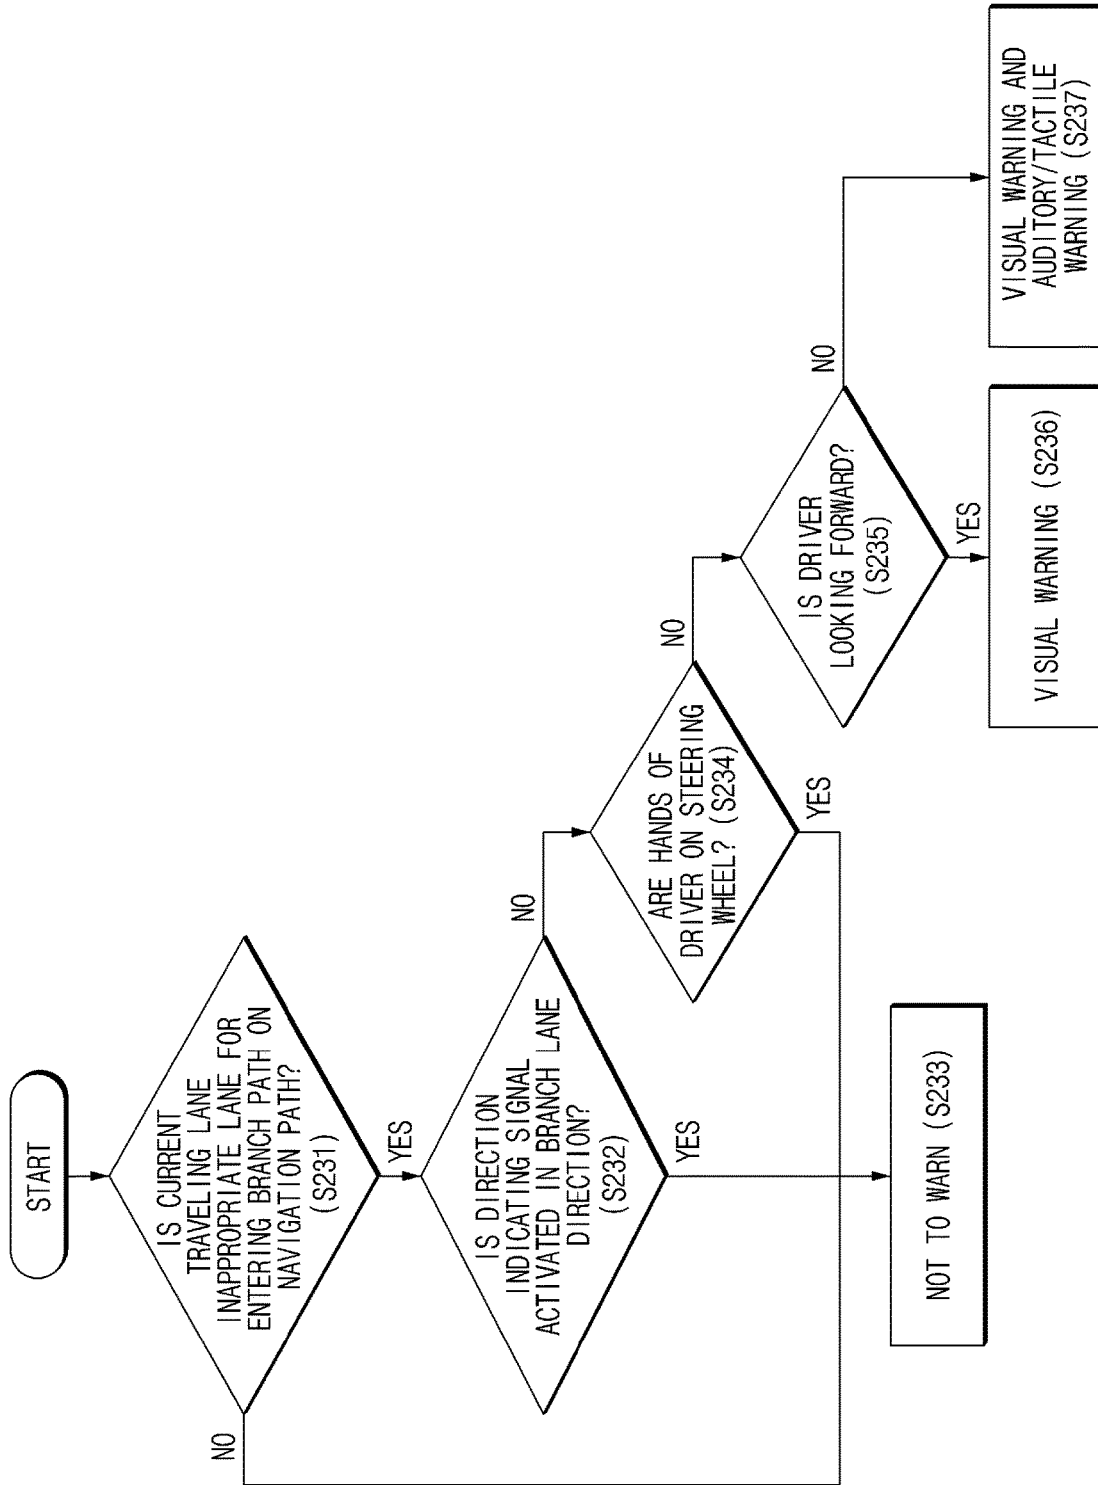 START
IS CURRENT
TRAVELING LANE
INAPPROPRIATE LANE FOR
ENTERING BRANCH PATH ON
NAVIGATION PATH?
(S231)
NO
YES
IS DIRECTION
INDICATING SIGNAL
ACTIVATED IN BRANCH LANE
DIRECTION?
(S232)
NO
YES
ARE HANDS OF
DRIVER ON STEERING
WHEEL? (S234)
NO
YES
IS DRIVER
LOOKING FORWARD?
(S235)
NO
YES
NOT TO WARN (S233)
VISUAL WARNING (S236)
VISUAL WARNING AND
AUDITORY/TACTILE
WARNING (S237)